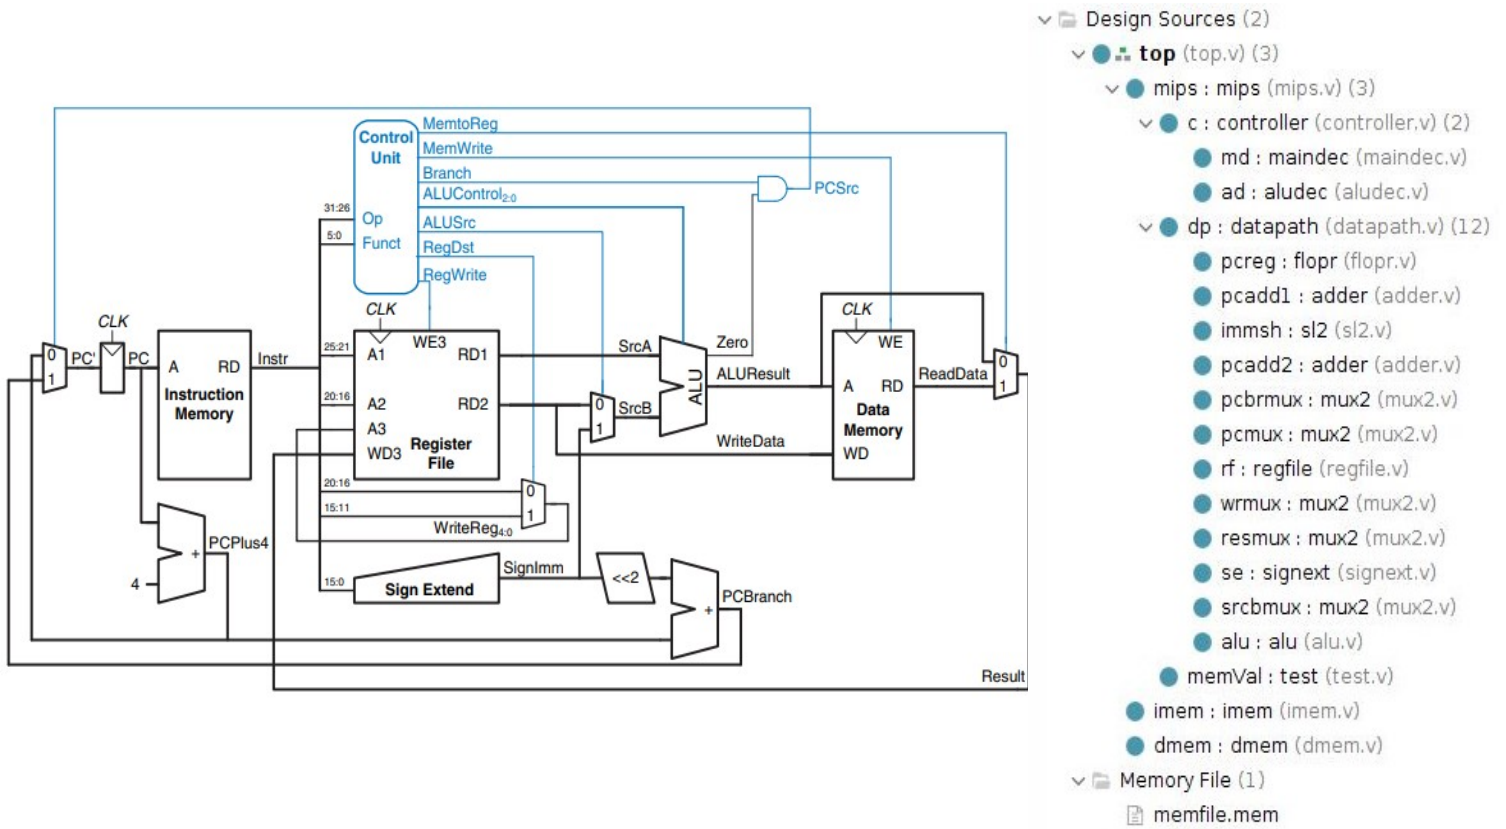 MemtoReg
Control
Unit
MemWrite
Branch
ALUControl2:0
PCSrc
31:26
Op
ALUSrc
5:0
Funct
RegDst
RegWrite
CLK
CLK
CLK
0
1
PC'
PC
A
RD
Instruction
Memory
Instr
25:21
A1
WE3
RD1
20:16
A2
RD2
A3
WD3
Register
File
SrcA
0
1
SrcB
ALU
Zero
ALUResult
WE
A
RD
Data
Memory
WD
ReadData
0
1
WriteData
20:16
0
15:11
1
WriteReg4:0
PCPlus4
+
4
15:0
Sign Extend
SignImm
<<2
+
PCBranch
Result
Design Sources (2)
top (top.v) (3)
mips : mips (mips.v) (3)
c : controller (controller.v) (2)
md : maindec (maindec.v)
ad : aludec (aludec.v)
dp : datapath (datapath.v) (12)
pcreg : flopr (flopr.v)
pcadd1 : adder (adder.v)
immsh : sl2 (sl2.v)
pcadd2 : adder (adder.v)
pcbrmux : mux2 (mux2.v)
pcmux : mux2 (mux2.v)
rf : regfile (regfile.v)
wrmux : mux2 (mux2.v)
resmux : mux2 (mux2.v)
se : signext (signext.v)
srcbmux : mux2 (mux2.v)
alu : alu (alu.v)
memVal : test (test.v)
imem : imem (imem.v)
dmem : dmem (dmem.v)
Memory File (1)
memfile.mem